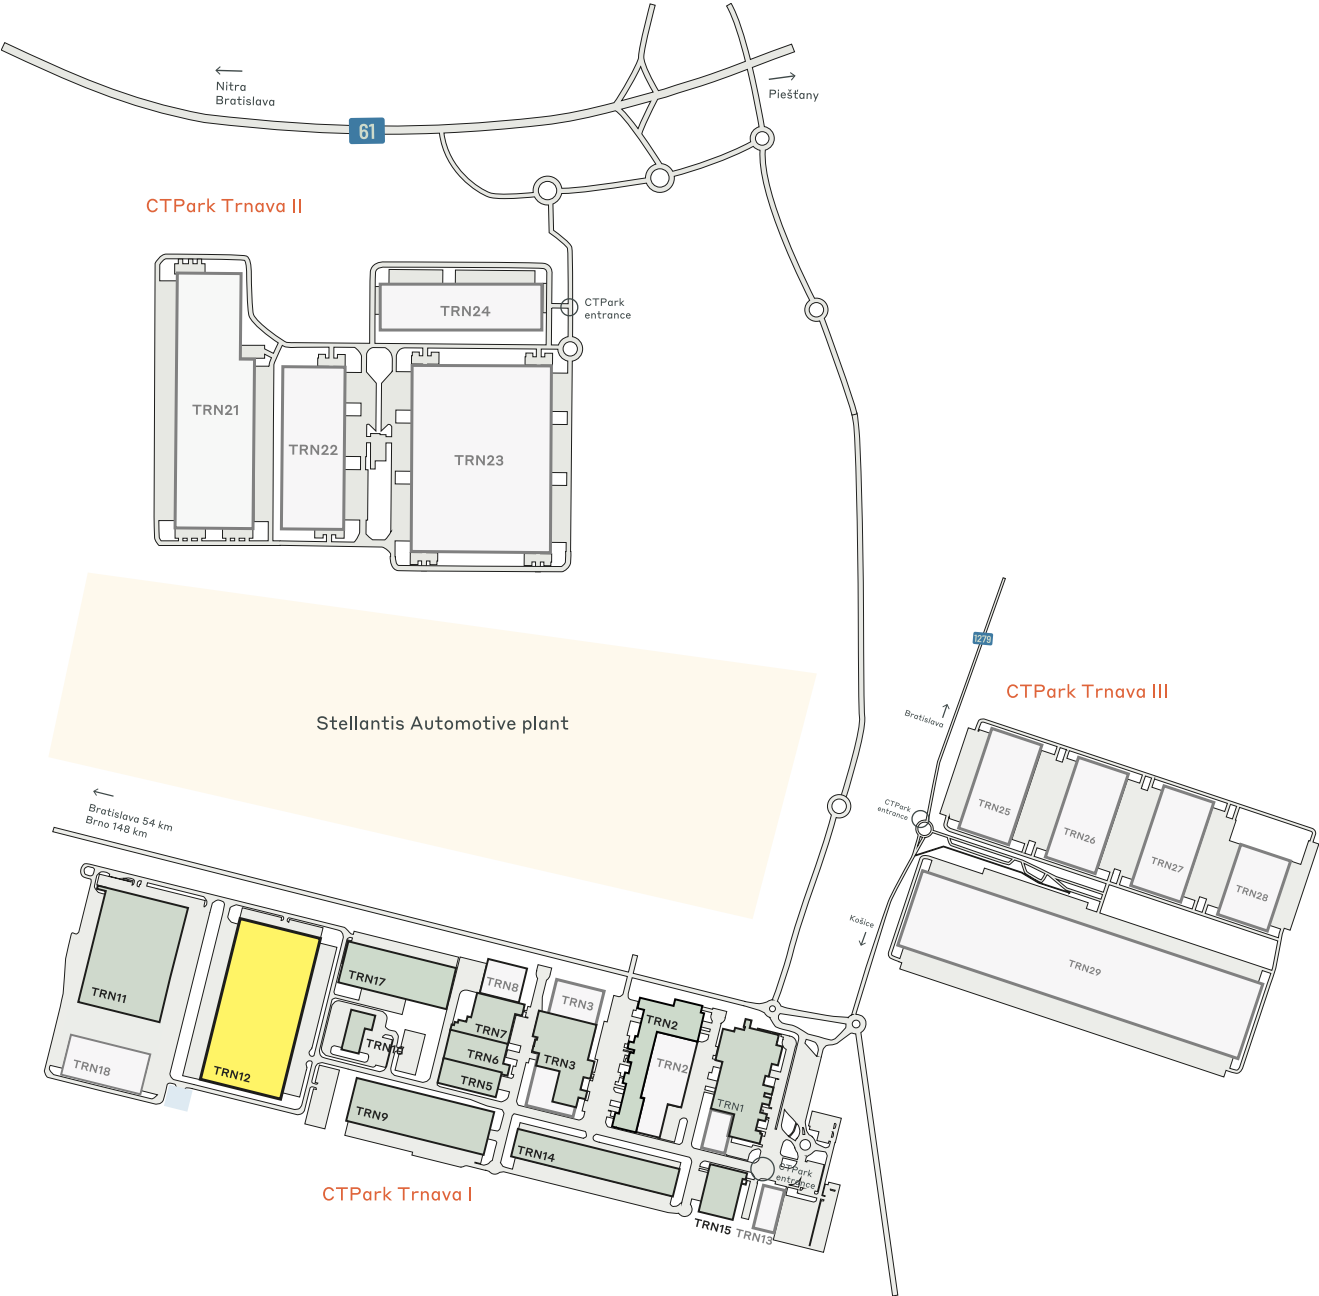 Nitra
Bratislava
Piešťany
61
CTPark Trnava II
TRN24
CTPark
entrance
TRN21
TRN22
TRN23
1279
CTPark Trnava III
Bratislava
Stellantis Automotive plant
TRN25
TRN26
TRN27
TRN28
CTPark
entrance
Bratislava 54 km
Brno 148 km
Košice
TRN29
TRN11
TRN12
TRN17
TRN8
TRN3
TRN7
TRN2
TRN6
TRN3
TRN2
TRN5
TRN18
TRN1
TRN9
TRN14
CTPark
entrance
CTPark Trnava I
TRN15
TRN13